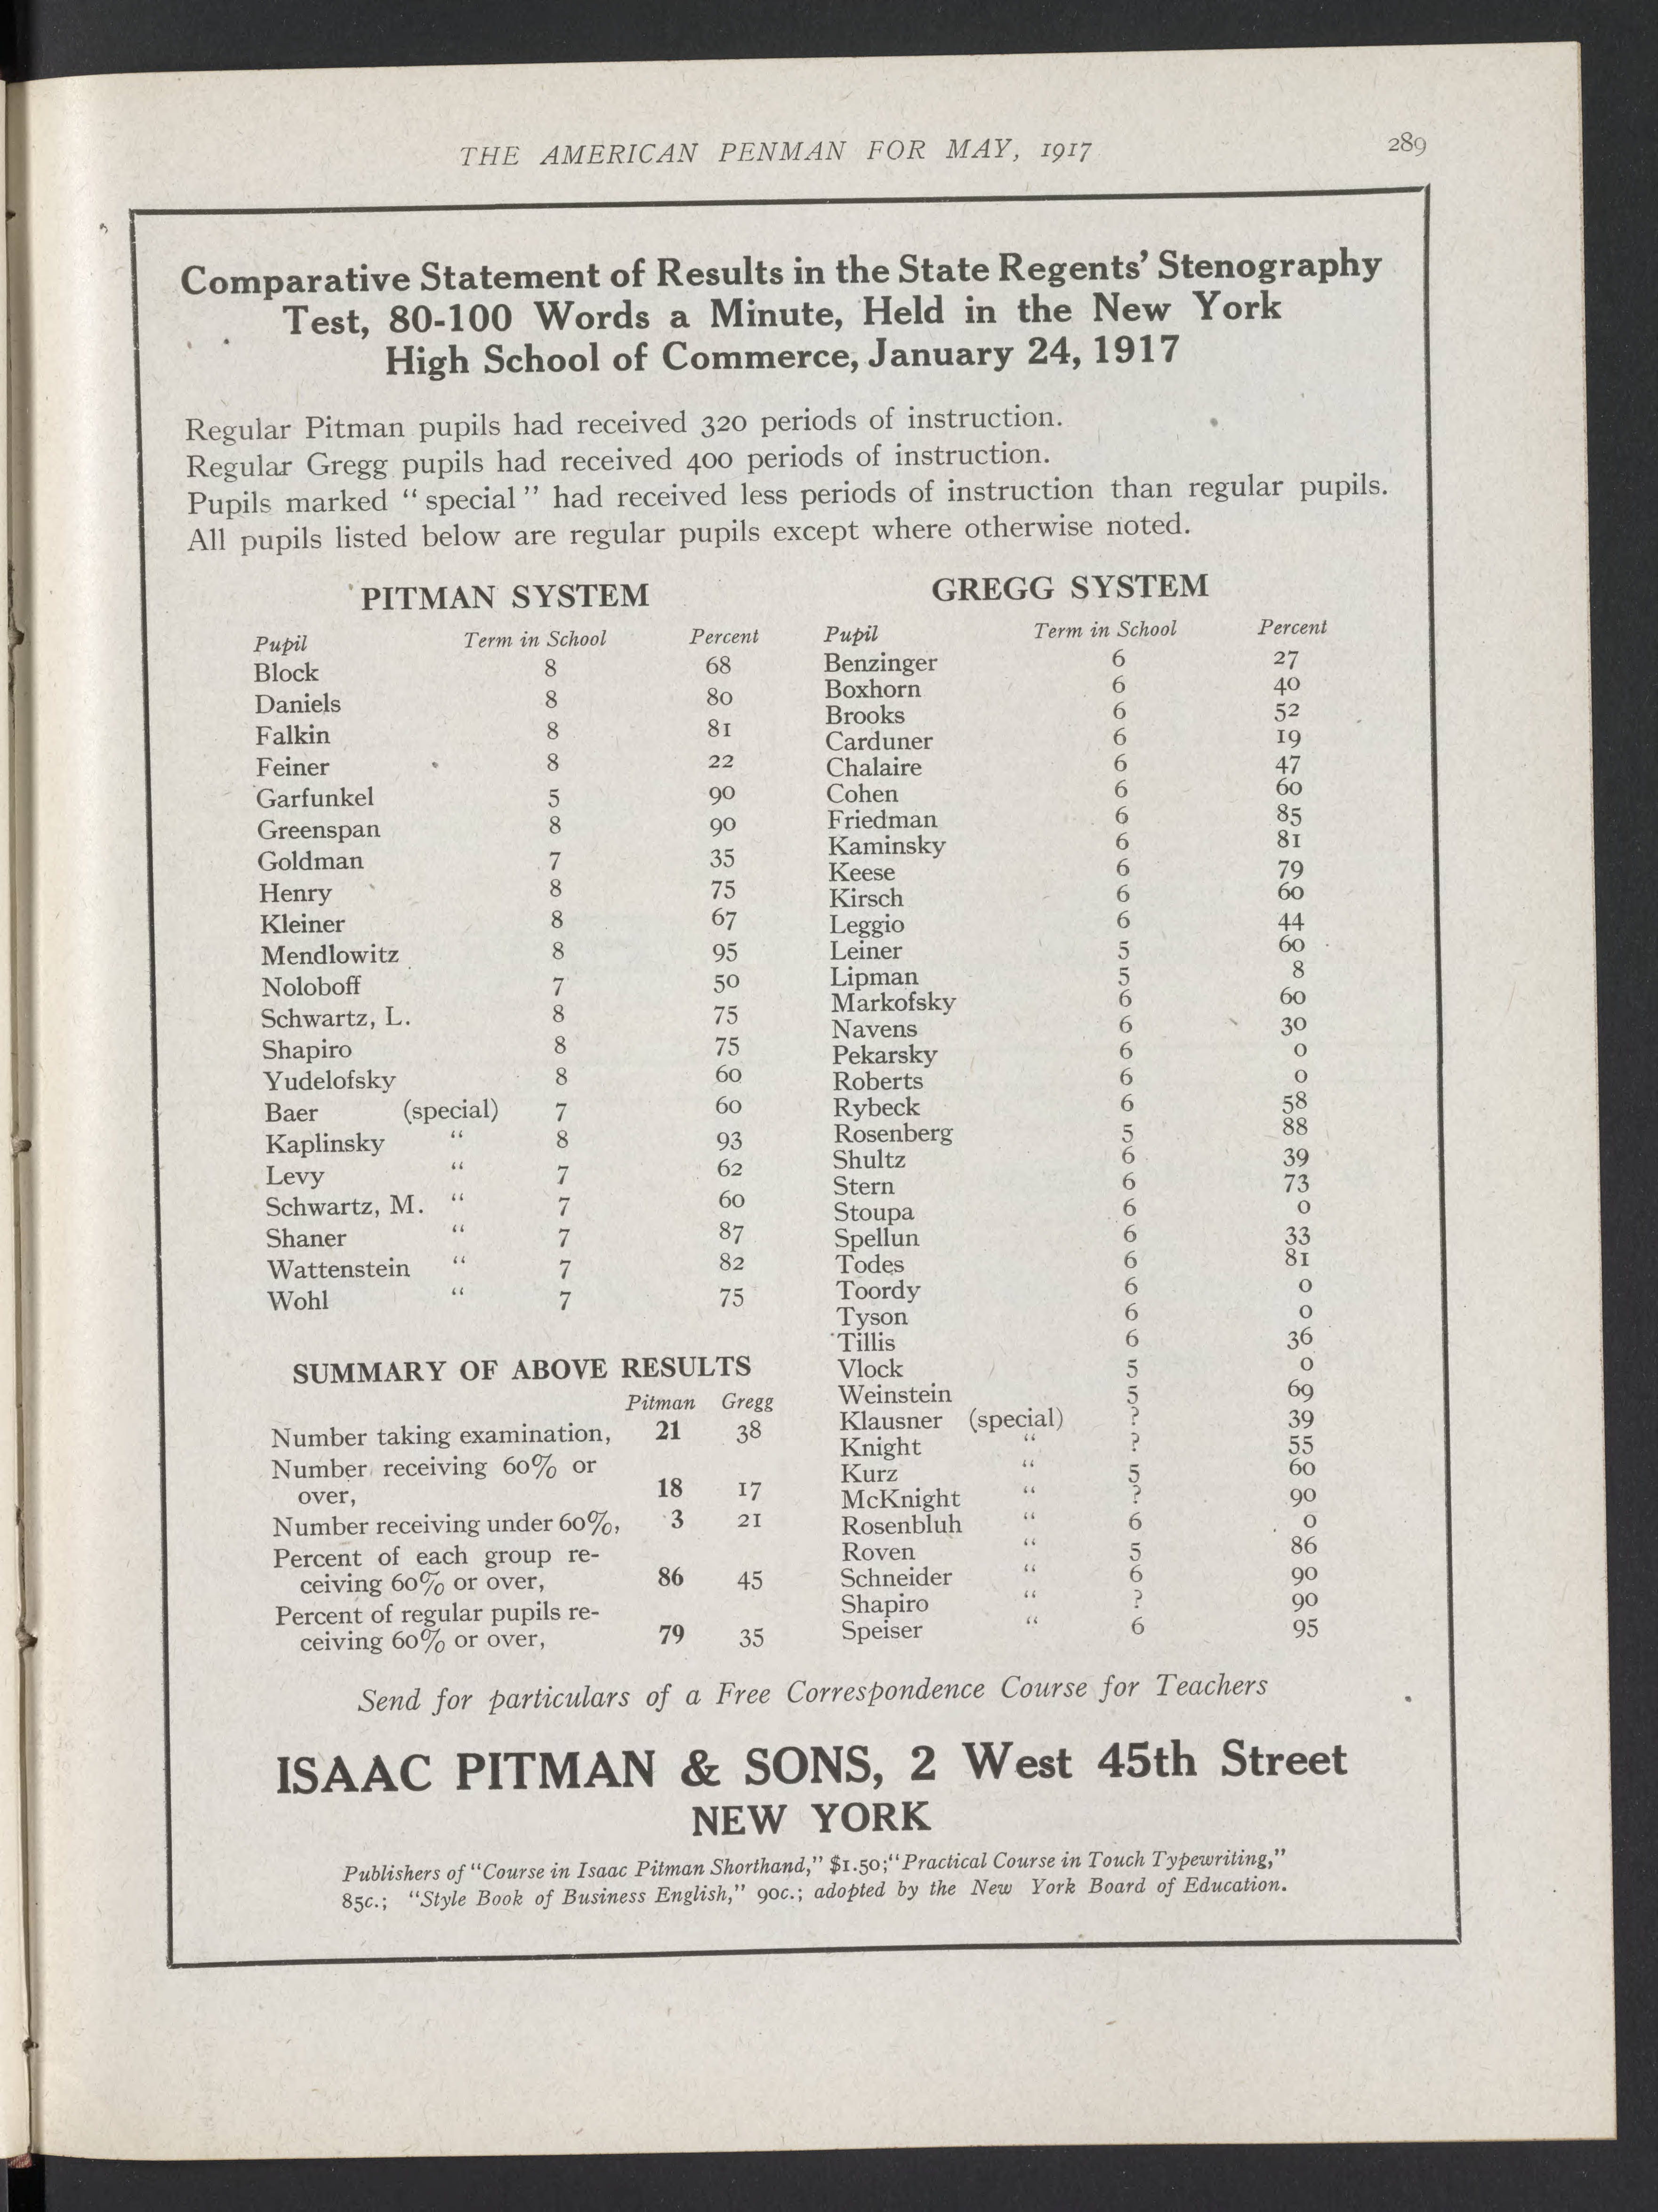 THE AMERICAN PENMAN FOR MAY, 1917
289
Comparative Statement of Results in the State Regents' Stenography
Test, 80-100 Words a Minute, Held in the New York
High School of Commerce, January 24, 1917
Regular Pitman pupils had received 320 periods of instruction.
Regular Gregg pupils had received 400 periods of instruction.
Pupils marked "special" had received less periods of instruction than regular pupils.
All pupils listed below are regular pupils except where otherwise noted.
PITMAN SYSTEM
Pupil Term in School Percent
Block 8 68
Daniels 8 80
Falkin 8 81
Feiner 8 22
Garfunkel 5 90
Greenspan 8 90
Goldman 7 35
Henry 8 75
Kleiner 8 67
Mendlowitz 8 95
Noloboff 7 50
Schwartz, L. 8 75
Shapiro 8 75
Yudelofsky 8 60
Baer (special) 7 60
Kaplinsky " 8 93
Levy " 7 62
Schwartz, M. " 7 60
Shaner " 7 87
Wattenstein " 7 82
Wohl " 7 75
SUMMARY OF ABOVE RESULTS
Pitman Gregg
Number taking examination, 21 38
Number receiving 60% or
over, 18 17
Number receiving under 60%, 3 21
Percent of each group re-
ceiving 60% or over, 86 45
Percent of regular pupils re-
ceiving 60% or over, 79 35
GREGG SYSTEM
Pupil Term in School Percent
Benzinger 6 27
Boxhorn 6 40
Brooks 6 52
Carduner 6 19
Chalaire 6 47
Cohen 6 60
Friedman 6 85
Kaminsky 6 81
Keese 6 79
Kirsch 6 60
Leggio 6 44
Leiner 5 60
Lipman 5 8
Markofsky 6 60
Navens 6 30
Pekarsky 6 0
Roberts 6 0
Rybeck 6 58
Rosenberg 5 88
Shultz 6 39
Stern 6 73
Stoupa 6 0
Spellun 6 33
Todes 6 81
Toordy 6 0
Tyson 6 0
Tillis 6 36
Vlock 5 0
Weinstein 5 69
Klausner (special) ? 39
Knight " ? 55
Kurz " 5 60
McKnight " ? 90
Rosenbluh " 6 0
Roven " 5 86
Schneider " 6 90
Shapiro " ? 90
Speiser " 6 95
Send for particulars of a Free Correspondence Course for Teachers
ISAAC PITMAN & SONS, 2 West 45th Street
NEW YORK
Publishers of "Course in Isaac Pitman Shorthand," $1.50; "Practical Course in Touch Typewriting,"
85c.; "Style Book of Business English," 90c.; adopted by the New York Board of Education.